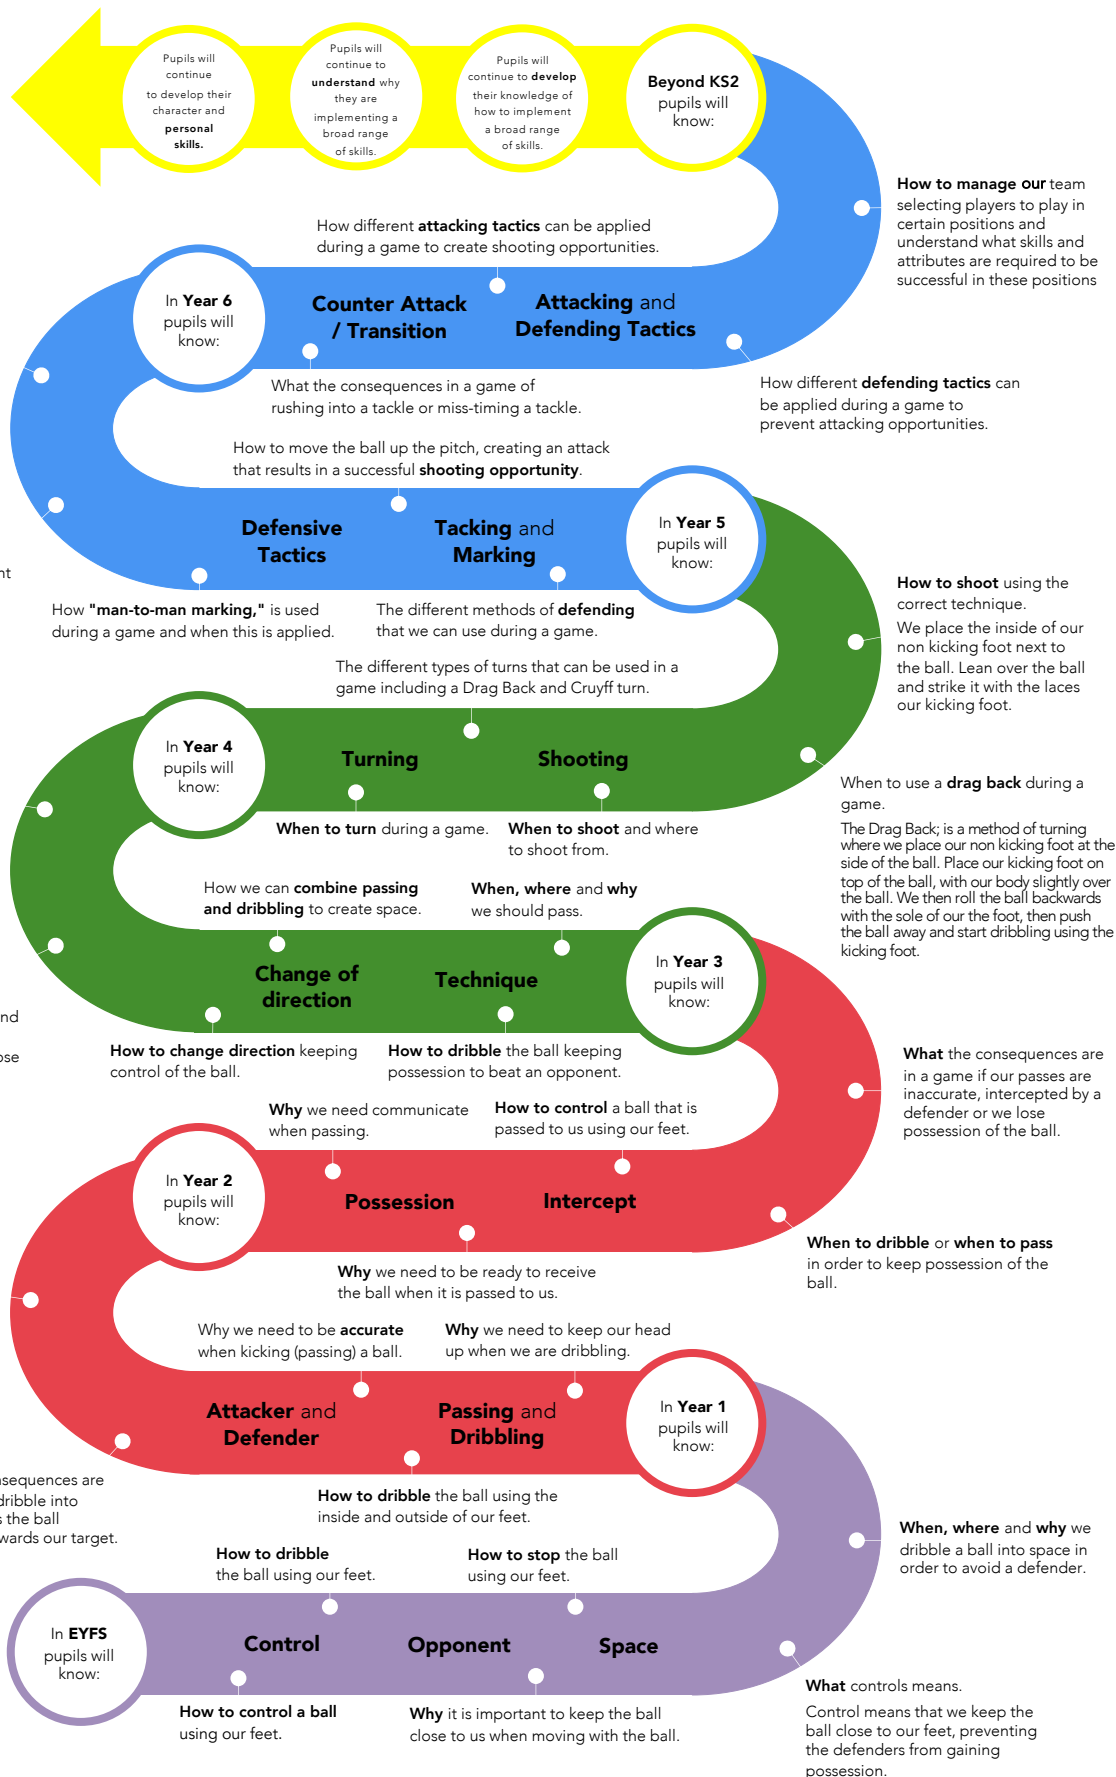 Pupils will
continue
to develop their
character and
personal
skills.
Pupils will
continue to
understand why
they are
implementing a
broad range
of skills.
Pupils will
continue to develop
their knowledge of
how to implement
a broad range
of skills.
Beyond KS2
pupils will
know:
How to manage our team
selecting players to play in
certain positions and
understand what skills and
attributes are required to be
successful in these positions
How different attacking tactics can be applied
during a game to create shooting opportunities.
In Year 6
pupils will
know:
Counter Attack
/ Transition
Attacking and
Defending Tactics
What the consequences in a game of
rushing into a tackle or miss-timing a tackle.
How different defending tactics can
be applied during a game to
prevent attacking opportunities.
How to move the ball up the pitch, creating an attack
that results in a successful shooting opportunity.
Defensive
Tactics
Tacking and
Marking
In Year 5
pupils will
know:
How "man-to-man marking," is used
during a game and when this is applied.
The different methods of defending
that we can use during a game.
How to shoot using the
correct technique.
We place the inside of our
non kicking foot next to
the ball. Lean over the ball
and strike it with the laces
our kicking foot.
The different types of turns that can be used in a
game including a Drag Back and Cruyff turn.
In Year 4
pupils will
know:
Turning
Shooting
When to turn during a game.
When to shoot and where
to shoot from.
When to use a drag back during a
game.
The Drag Back; is a method of turning
where we place our non kicking foot at the
side of the ball. Place our kicking foot on
top of the ball, with our body slightly over
the ball. We then roll the ball backwards
with the sole of our the foot, then push
the ball away and start dribbling using the
kicking foot.
How we can combine passing
and dribbling to create space.
When, where and why
we should pass.
Change of
direction
Technique
In Year 3
pupils will
know:
How to change direction keeping
control of the ball.
How to dribble the ball keeping
possession to beat an opponent.
What the consequences are
in a game if our passes are
inaccurate, intercepted by a
defender or we lose
possession of the ball.
Why we need communicate
when passing.
How to control a ball that is
passed to us using our feet.
In Year 2
pupils will
know:
Possession
Intercept
Why we need to be ready to receive
the ball when it is passed to us.
When to dribble or when to pass
in order to keep possession of the
ball.
Why we need to be accurate
when kicking (passing) a ball.
Why we need to keep our head
up when we are dribbling.
Attacker and
Defender
Passing and
Dribbling
In Year 1
pupils will
know:
sequences are
dribble into
the ball
wards our target.
How to dribble the ball using the
inside and outside of our feet.
When, where and why we
dribble a ball into space in
order to avoid a defender.
How to dribble
the ball using our feet.
How to stop the ball
using our feet.
In EYFS
pupils will
know:
Control
Opponent
Space
How to control a ball
using our feet.
Why it is important to keep the ball
close to us when moving with the ball.
What controls means.
Control means that we keep the
ball close to our feet, preventing
the defenders from gaining
possession.